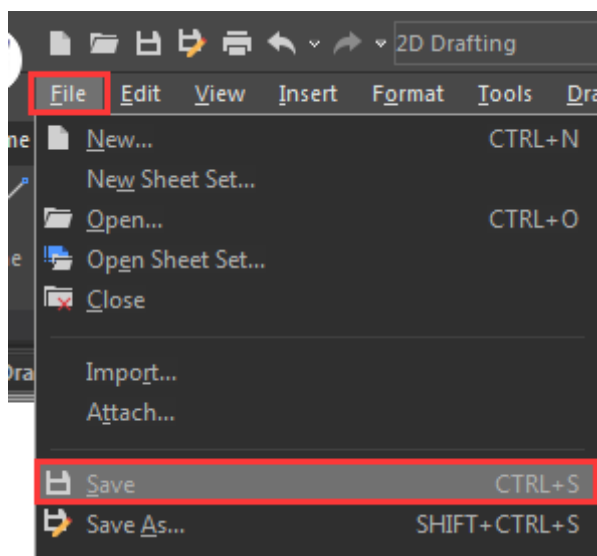 2D Drafting
File Edit View Insert Format Tools
New... CTRL+N
New Sheet Set...
Open... CTRL+O
Open Sheet Set...
Close
Import...
Attach...
Save CTRL+S
Save As... SHIFT+CTRL+S